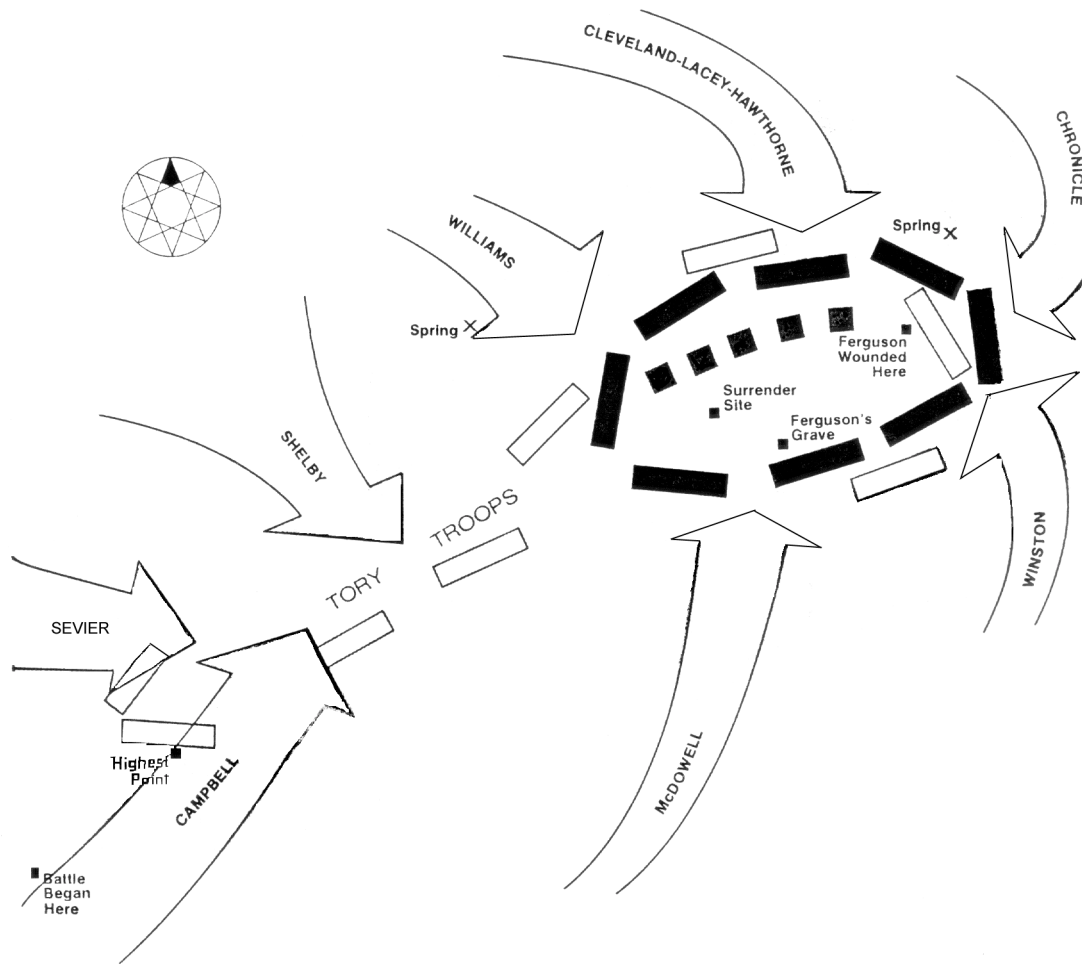 CLEVELAND-LACEY-HAWTHORNE
CHRONICLE
WILLIAMS
Spring
Spring
Ferguson
Wounded
Here
Surrender
Site
Ferguson's
Grave
SHELBY
TORY TROOPS
WINSTON
SEVIER
Highest
Point
CAMPBELL
McDOWELL
Battle
Began
Here